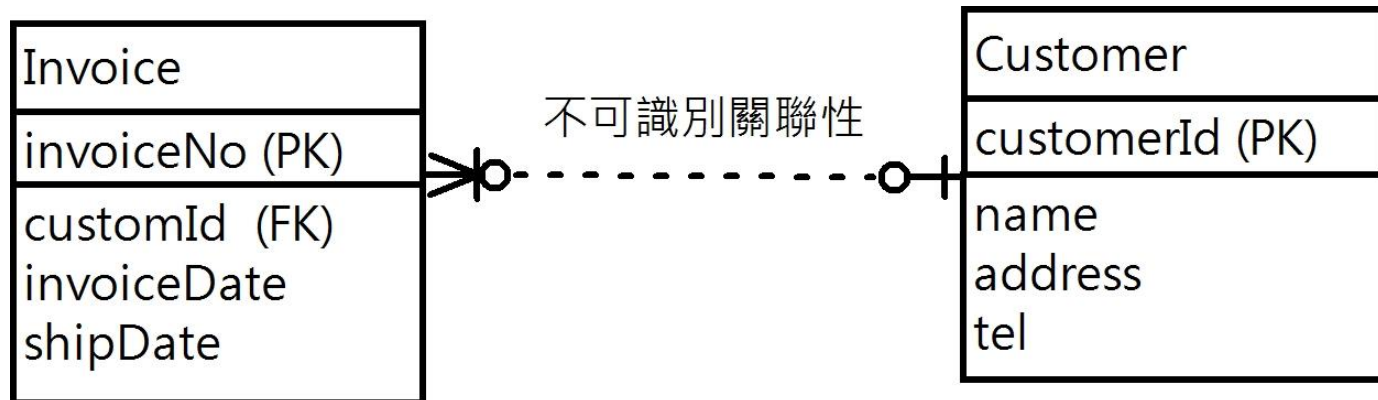 Invoice
invoiceNo (PK)
customId (FK)
invoiceDate
shipDate
不可識別關聯性
Customer
customerId (PK)
name
address
tel